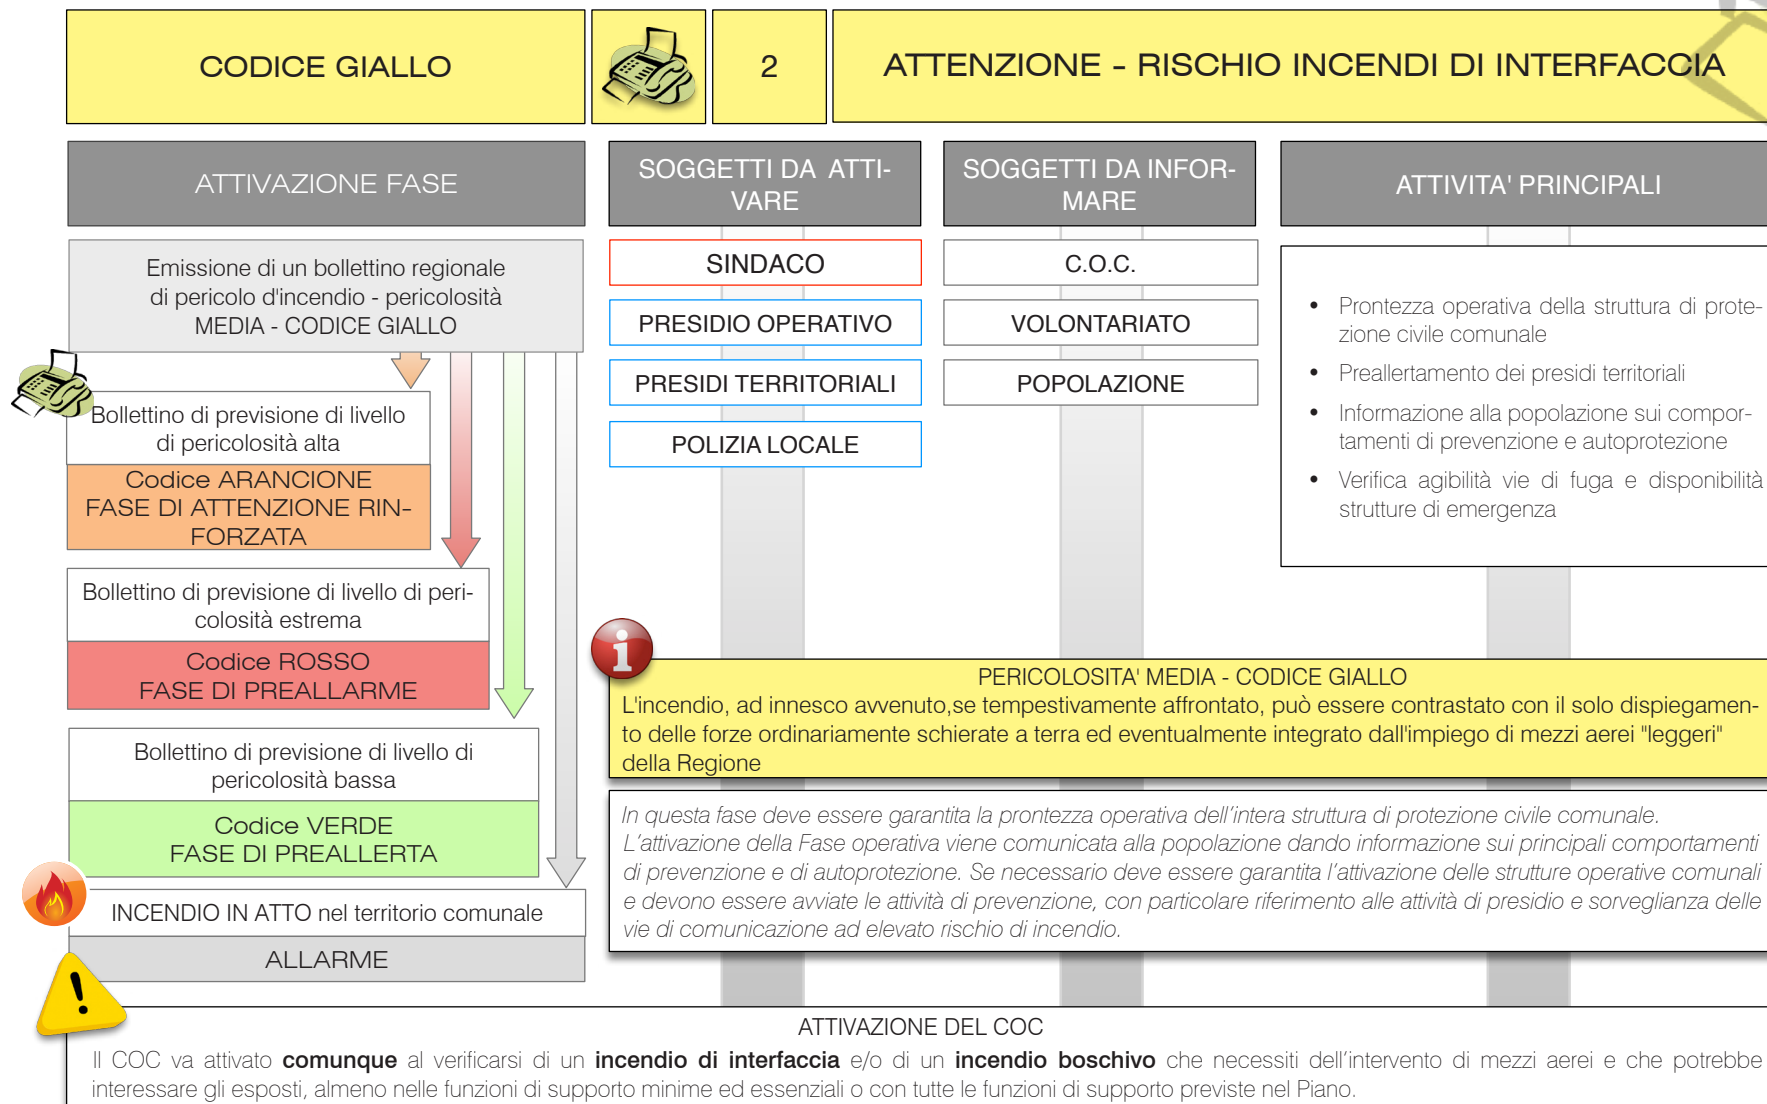 CODICE GIALLO
2
ATTENZIONE - RISCHIO INCENDI DI INTERFACCIA
ATTIVAZIONE FASE
Emissione di un bollettino regionale
di pericolo d'incendio - pericolosità
MEDIA - CODICE GIALLO
Bollettino di previsione di livello
di pericolosità alta
Codice ARANCIONE
FASE DI ATTENZIONE RIN-
FORZATA
Bollettino di previsione di livello di peri-
colosità estrema
Codice ROSSO
FASE DI PREALLARME
Bollettino di previsione di livello di
pericolosità bassa
Codice VERDE
FASE DI PREALLERTA
INCENDIO IN ATTO nel territorio comunale
ALLARME
SOGGETTI DA ATTI-
VARE
SINDACO
PRESIDIO OPERATIVO
PRESIDI TERRITORIALI
POLIZIA LOCALE
SOGGETTI DA INFOR-
MARE
C.O.C.
VOLONTARIATO
POPOLAZIONE
ATTIVITA' PRINCIPALI
• Prontezza operativa della struttura di prote-
zione civile comunale
• Preallertamento dei presidi territoriali
• Informazione alla popolazione sui compor-
tamenti di prevenzione e autoprotezione
• Verifica agibilità vie di fuga e disponibilità
strutture di emergenza
PERICOLOSITA' MEDIA - CODICE GIALLO
L'incendio, ad innesco avvenuto,se tempestivamente affrontato, può essere contrastato con il solo dispiegamen-
to delle forze ordinariamente schierate a terra ed eventualmente integrato dall'impiego di mezzi aerei "leggeri"
della Regione
In questa fase deve essere garantita la prontezza operativa dell'intera struttura di protezione civile comunale.
L'attivazione della Fase operativa viene comunicata alla popolazione dando informazione sui principali comportamenti
di prevenzione e di autoprotezione. Se necessario deve essere garantita l'attivazione delle strutture operative comunali
e devono essere avviate le attività di prevenzione, con particolare riferimento alle attività di presidio e sorveglianza delle
vie di comunicazione ad elevato rischio di incendio.
ATTIVAZIONE DEL COC
Il COC va attivato comunque al verificarsi di un incendio di interfaccia e/o di un incendio boschivo che necessiti dell'intervento di mezzi aerei e che potrebbe
interessare gli esposti, almeno nelle funzioni di supporto minime ed essenziali o con tutte le funzioni di supporto previste nel Piano.